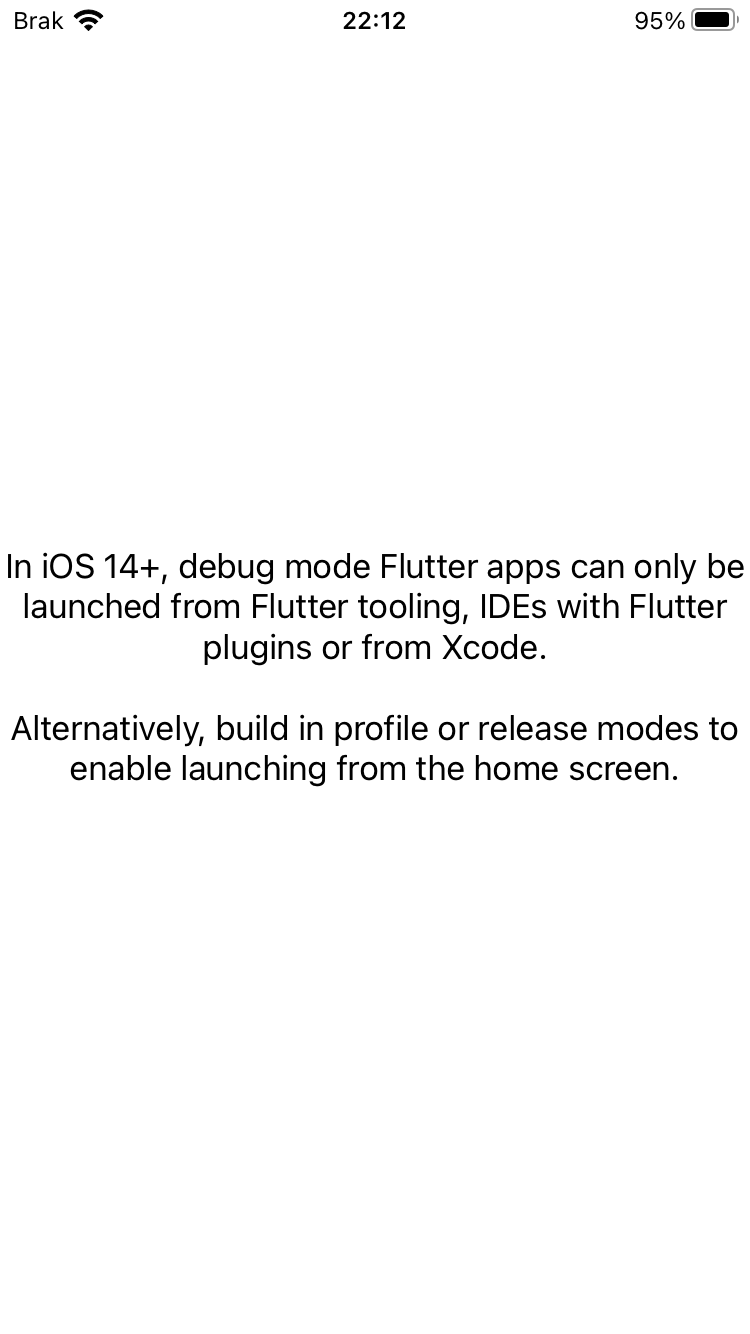 Brak 22:12 95%
In iOS 14+, debug mode Flutter apps can only be
launched from Flutter tooling, IDEs with Flutter
plugins or from Xcode.
Alternatively, build in profile or release modes to
enable launching from the home screen.